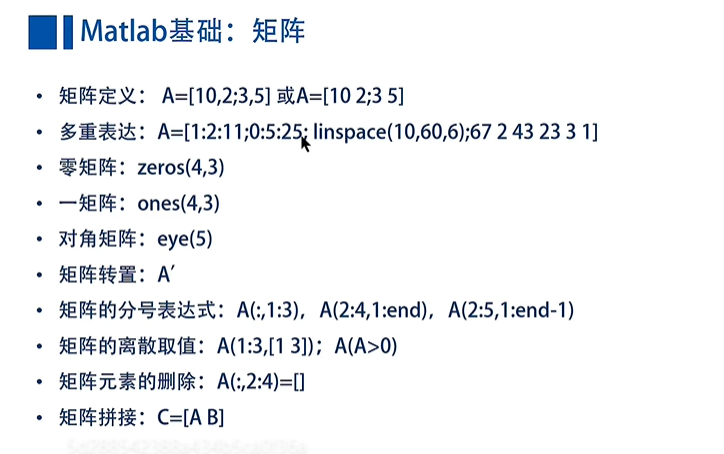 Matlab基础：矩阵
• 矩阵定义： A=[10,2;3,5] 或A=[10 2;3 5]
• 多重表达：A=[1:2:11;0:5:25; linspace(10,60,6);67 2 43 23 3 1]
• 零矩阵：zeros(4,3)
• 一矩阵：ones(4,3)
• 对角矩阵：eye(5)
• 矩阵转置：A′
• 矩阵的分号表达式：A(:,1:3)，A(2:4,1:end)，A(2:5,1:end-1)
• 矩阵的离散取值：A(1:3,[1 3])；A(A>0)
• 矩阵元素的删除：A(:,2:4)=[]
• 矩阵拼接：C=[A B]